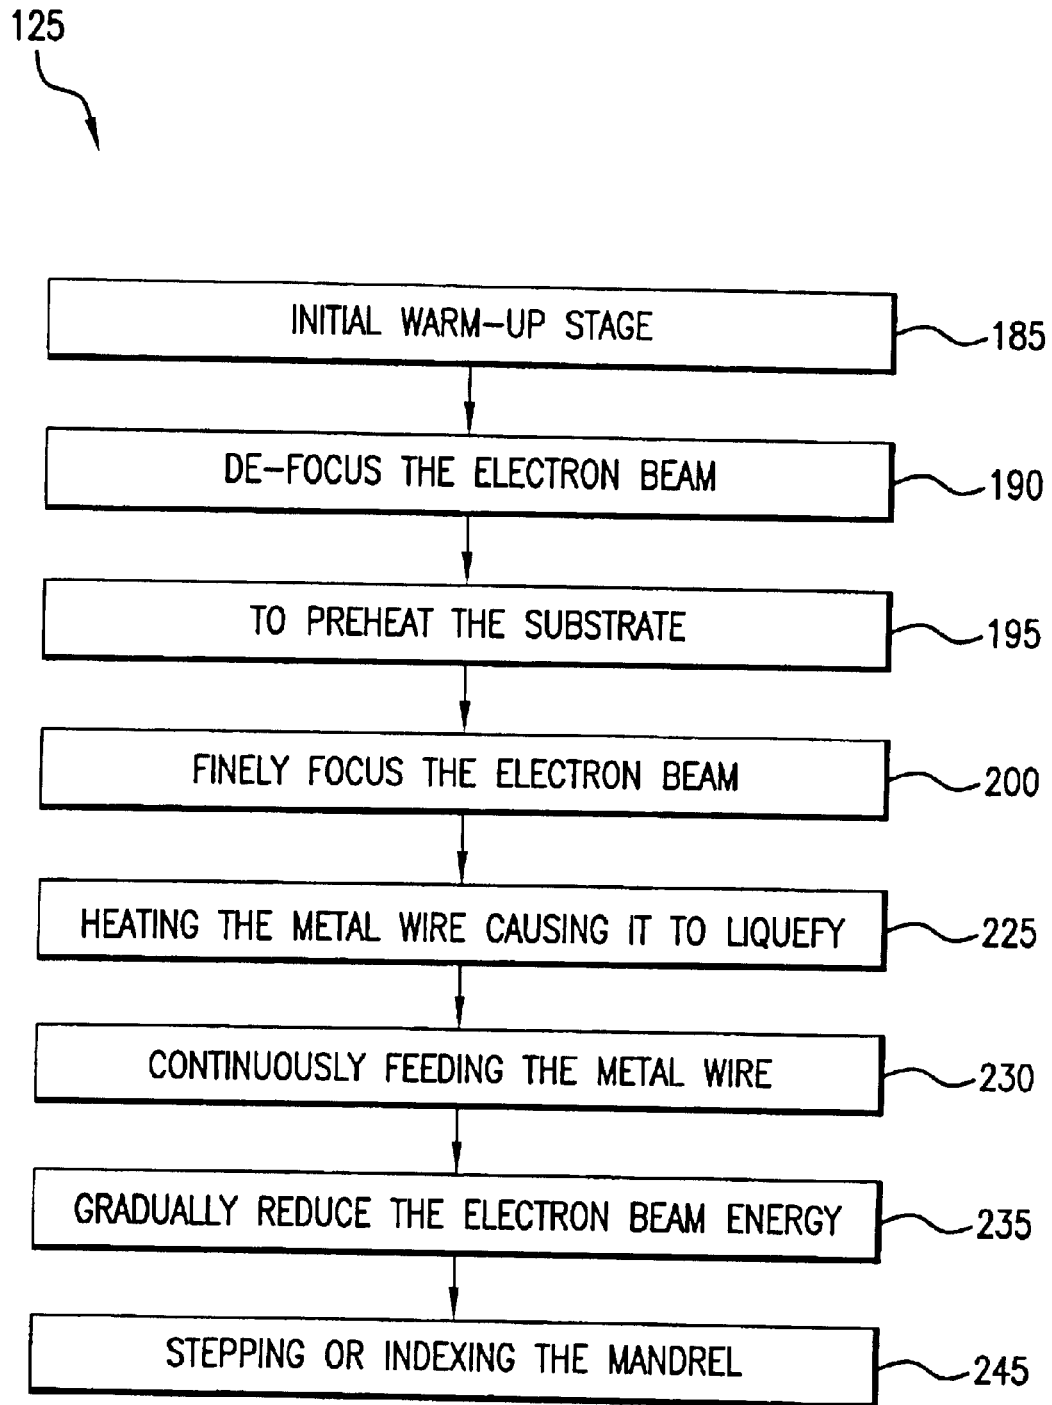 125
INITIAL WARM-UP STAGE
185
DE-FOCUS THE ELECTRON BEAM
190
TO PREHEAT THE SUBSTRATE
195
FINELY FOCUS THE ELECTRON BEAM
200
HEATING THE METAL WIRE CAUSING IT TO LIQUEFY
225
CONTINUOUSLY FEEDING THE METAL WIRE
230
GRADUALLY REDUCE THE ELECTRON BEAM ENERGY
235
STEPPING OR INDEXING THE MANDREL
245